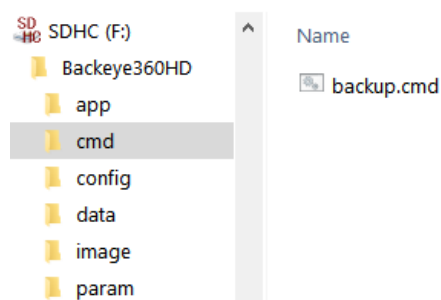 SD
HC
SDHC (F:)
Backeye360HD
app
cmd
config
data
image
param
Name
backup.cmd